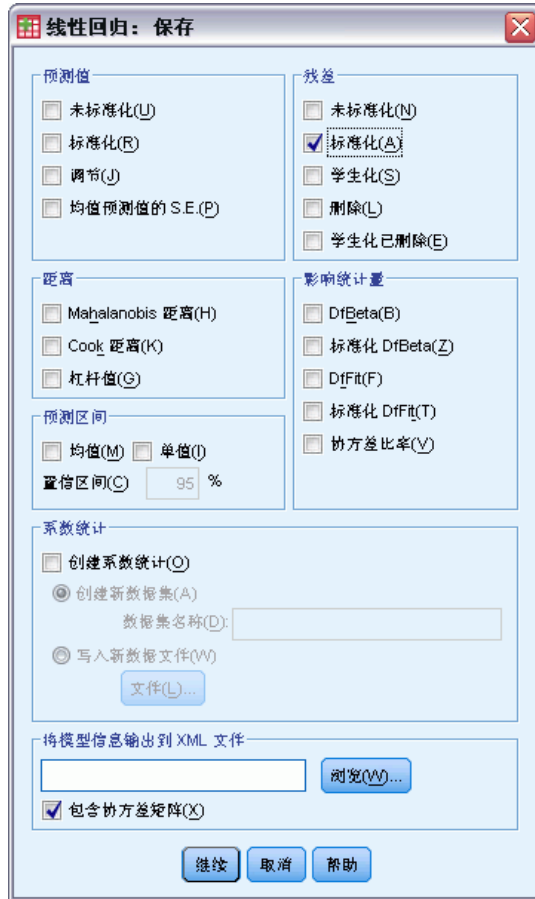 线性回归：保存
预测值
未标准化(U)
标准化(R)
调节(J)
均值预测值的 S.E.(P)
残差
未标准化(N)
标准化(A)
学生化(S)
删除(L)
学生化已删除(E)
距离
Mahalanobis 距离(H)
Cook 距离(K)
杠杆值(G)
影响统计量
DfBeta(B)
标准化 DfBeta(Z)
DfFit(F)
标准化 DfFit(T)
协方差比率(V)
预测区间
均值(M) 单值(I)
置信区间(C) 95 %
系数统计
创建系数统计(O)
创建新数据集(A)
数据集名称(D):
写入新数据文件(W)
文件(L)...
将模型信息输出到 XML 文件
浏览(W)...
包含协方差矩阵(X)
继续 取消 帮助